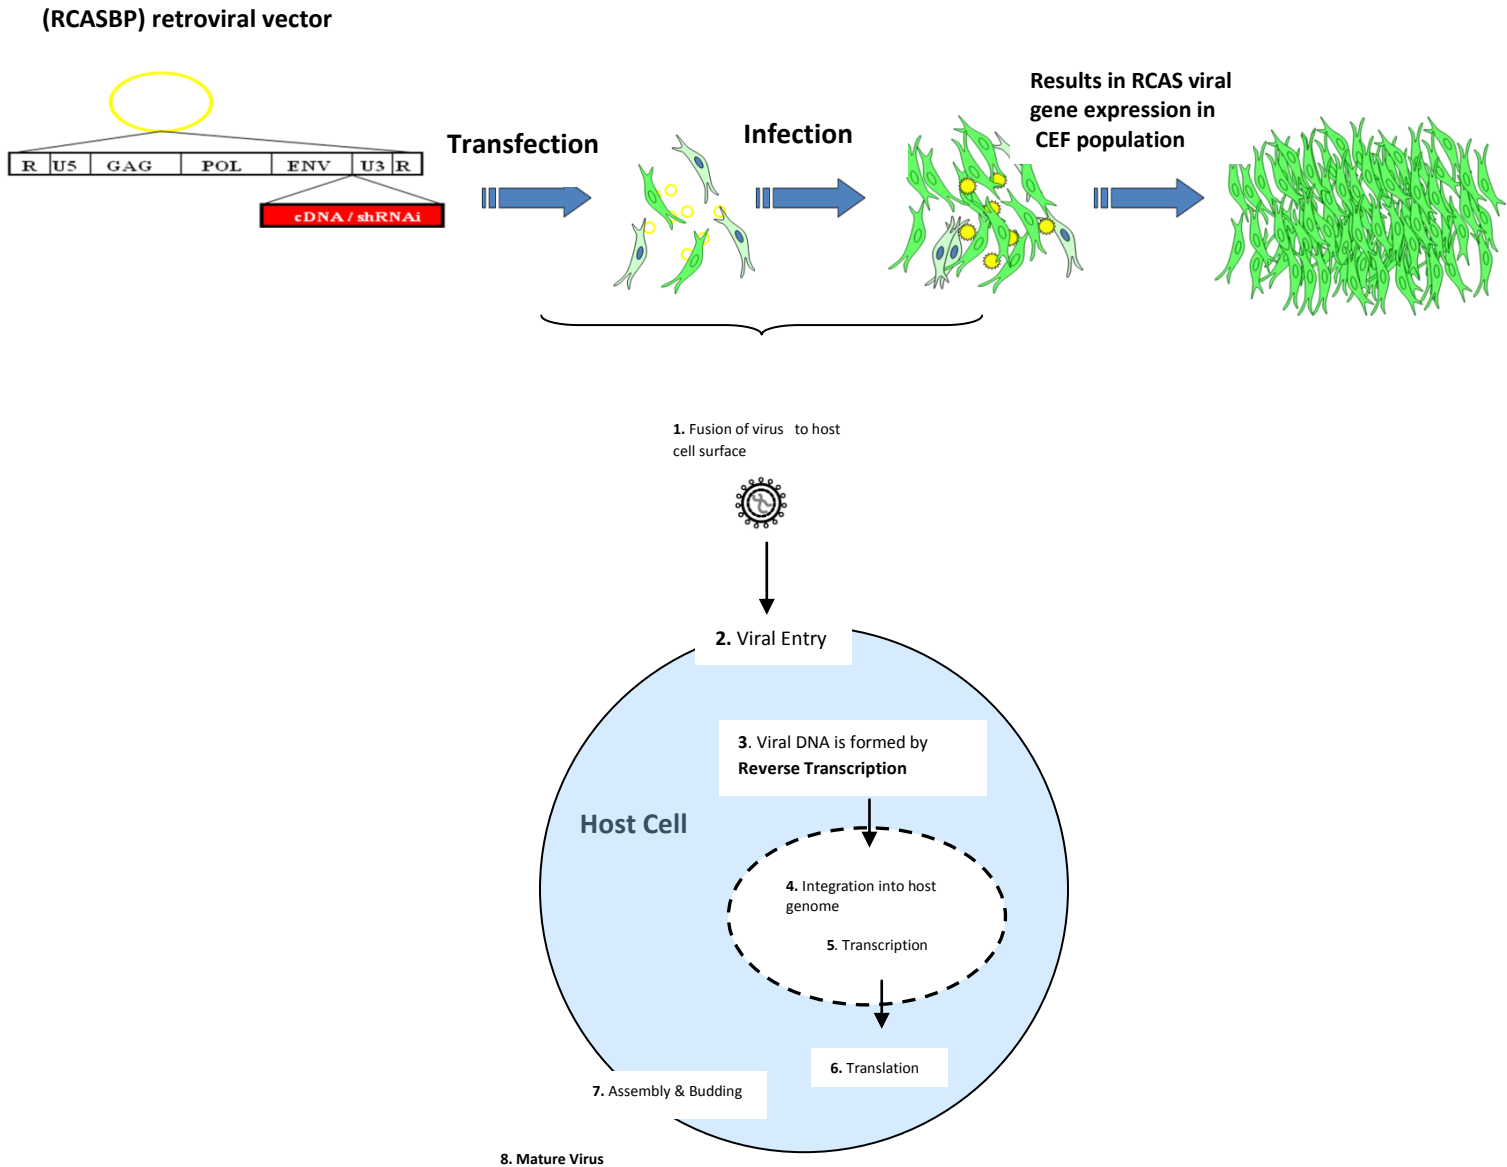 (RCASBP) retroviral vector
R U5 GAG POL ENV U3 R
cDNA / shRNAi
Transfection
Infection
Results in RCAS viral
gene expression in
CEF population
1. Fusion of virus to host
cell surface
2. Viral Entry
3. Viral DNA is formed by
Reverse Transcription
Host Cell
4. Integration into host
genome
5. Transcription
6. Translation
7. Assembly & Budding
8. Mature Virus